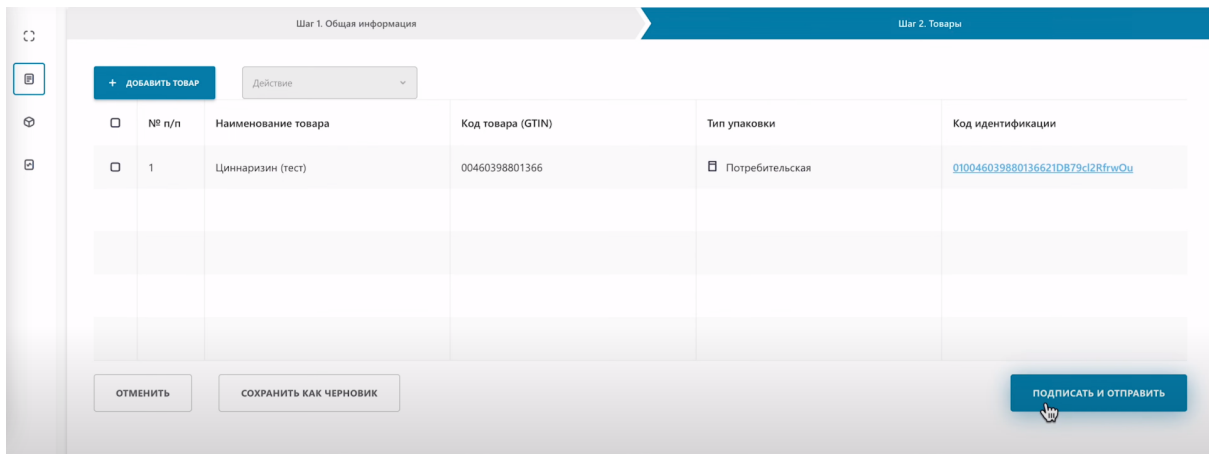 Шаг 1. Общая информация
Шаг 2. Товары
+ ДОБАВИТЬ ТОВАР
Действие
№ п/п Наименование товара Код товара (GTIN) Тип упаковки Код идентификации
1 Циннаризин (тест) 00460398801366 Потребительская 010046039880136621DB79cl2RfrwOu
ОТМЕНИТЬ
СОХРАНИТЬ КАК ЧЕРНОВИК
ПОДПИСАТЬ И ОТПРАВИТЬ